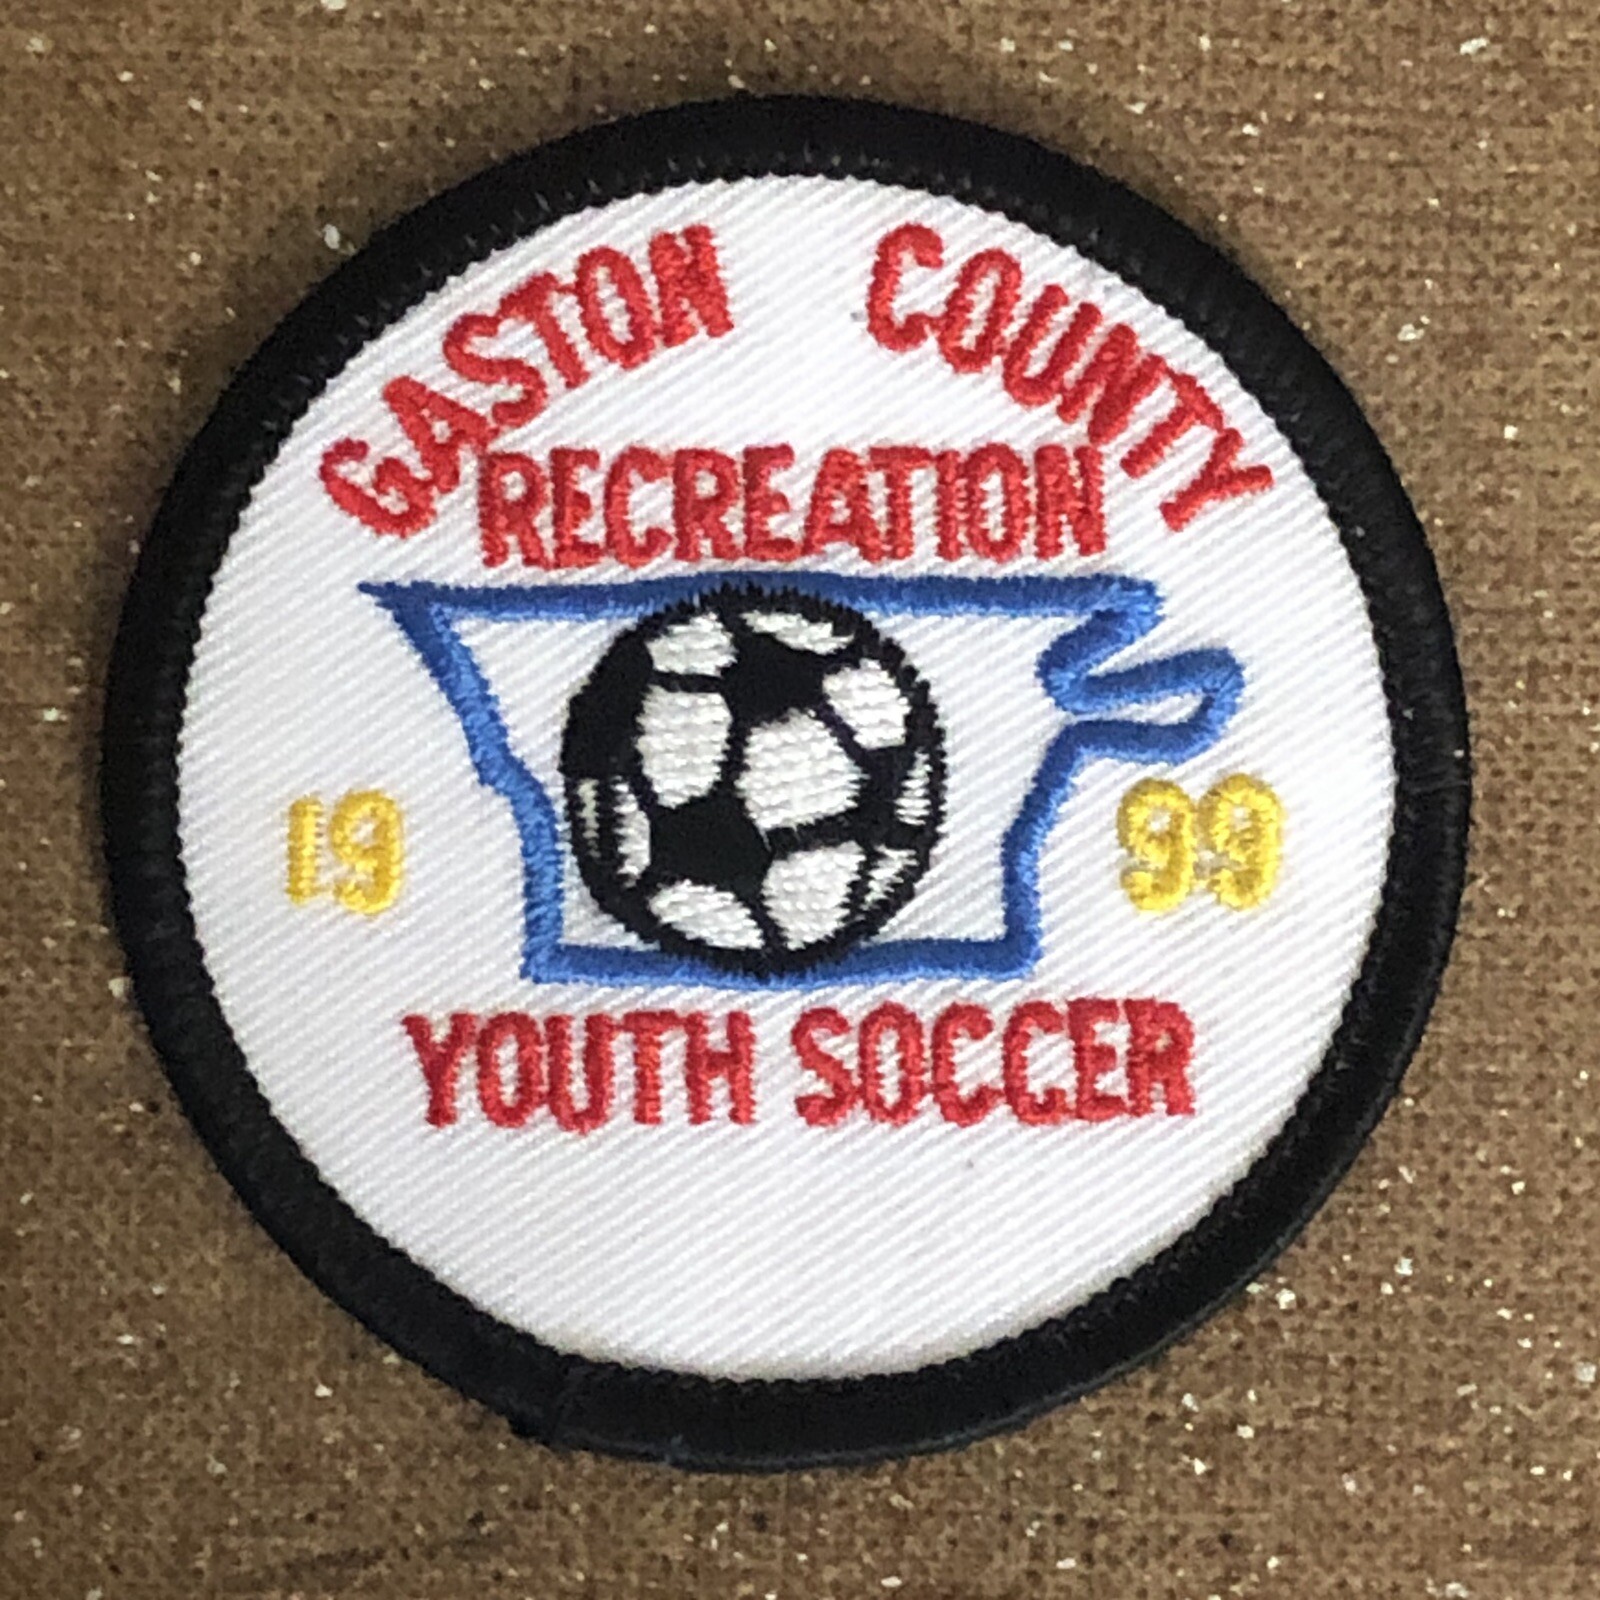 GASTON COUNTY
RECREATION
19 99
YOUTH SOCCER